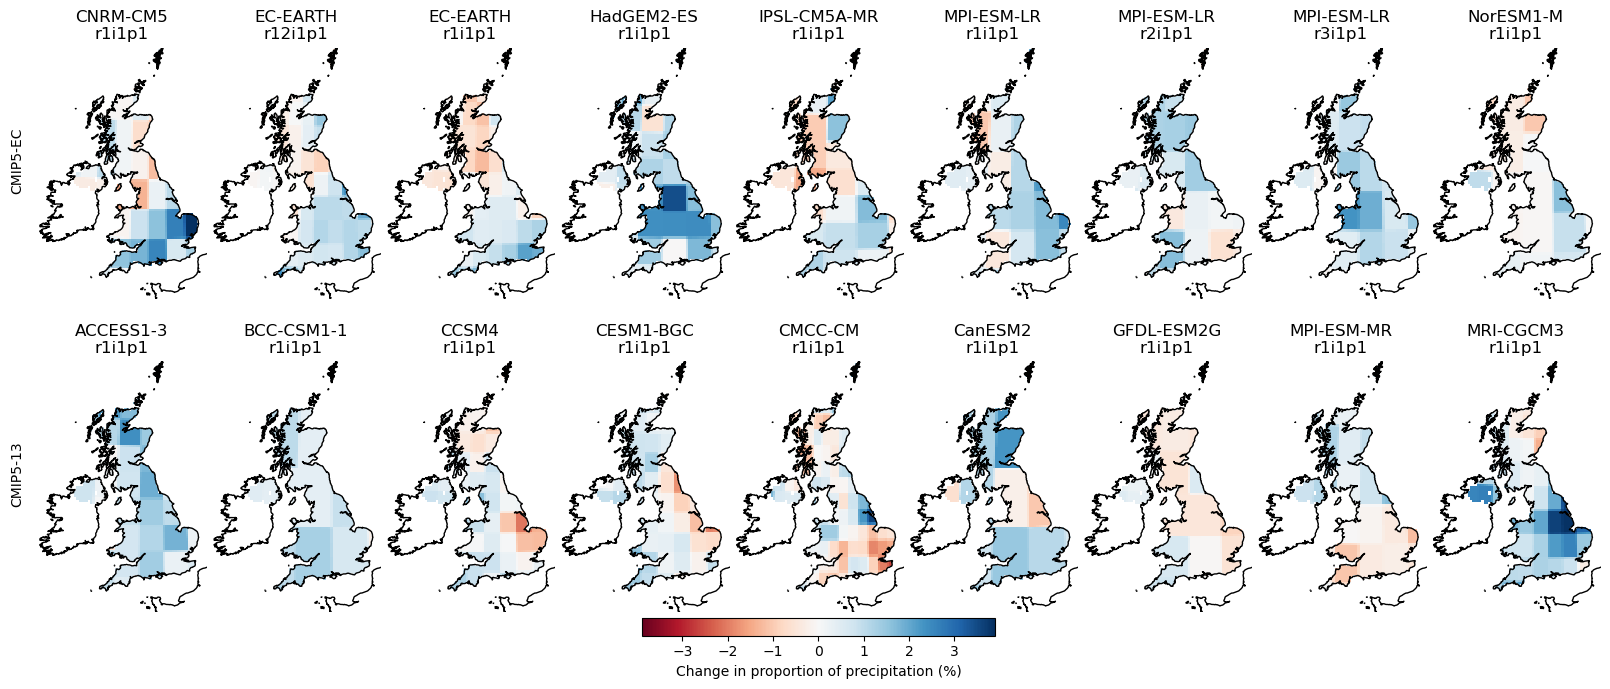 CNRM-CM5 EC-EARTH EC-EARTH HadGEM2-ES IPSL-CM5A-MR MPI-ESM-LR MPI-ESM-LR MPI-ESM-LR NorESM1-M
r1i1p1 r12i1p1 r1i1p1 r1i1p1 r1i1p1 r1i1p1 r2i1p1 r3i1p1 r1i1p1
CMIP5-EC
ACCESS1-3 BCC-CSM1-1 CCSM4 CESM1-BGC CMCC-CM CanESM2 GFDL-ESM2G MPI-ESM-MR MRI-CGCM3
r1i1p1 r1i1p1 r1i1p1 r1i1p1 r1i1p1 r1i1p1 r1i1p1 r1i1p1 r1i1p1
CMIP5-13
−3 −2 −1 0 1 2 3
Change in proportion of precipitation (%)